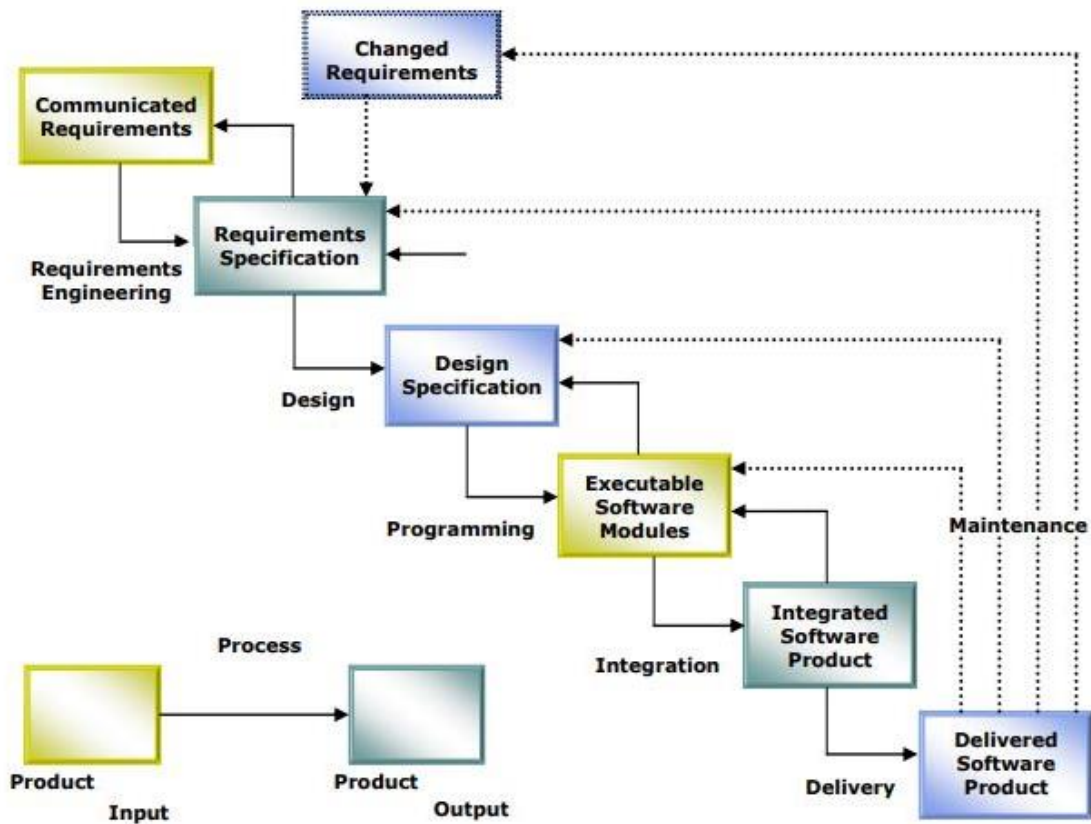 Changed
Requirements
Communicated
Requirements
Requirements
Specification
Requirements
Engineering
Design
Specification
Design
Executable
Software
Modules
Programming
Maintenance
Integrated
Software
Product
Integration
Process
Delivered
Software
Product
Delivery
Product
Input
Product
Output